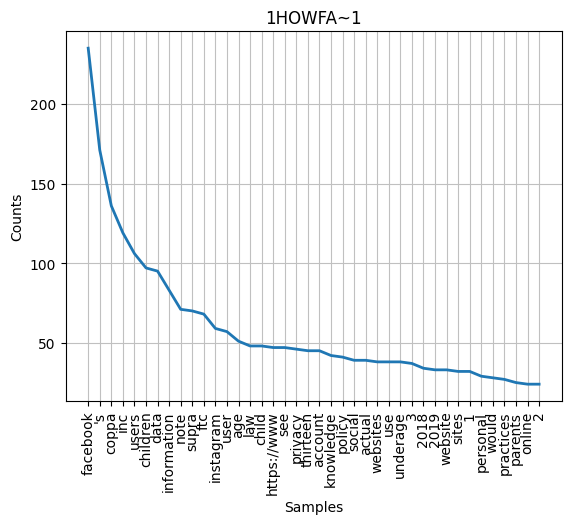 1HOWFA~1
Counts
200
150
100
50
facebook
's
coppa
inc
users
children
data
information
note
supra
ftc
instagram
user
age
law
child
https://www
see
privacy
thirteen
account
knowledge
policy
social
actual
websites
use
underage
3
2018
2019
website
sites
1
personal
would
practices
parents
online
2
Samples